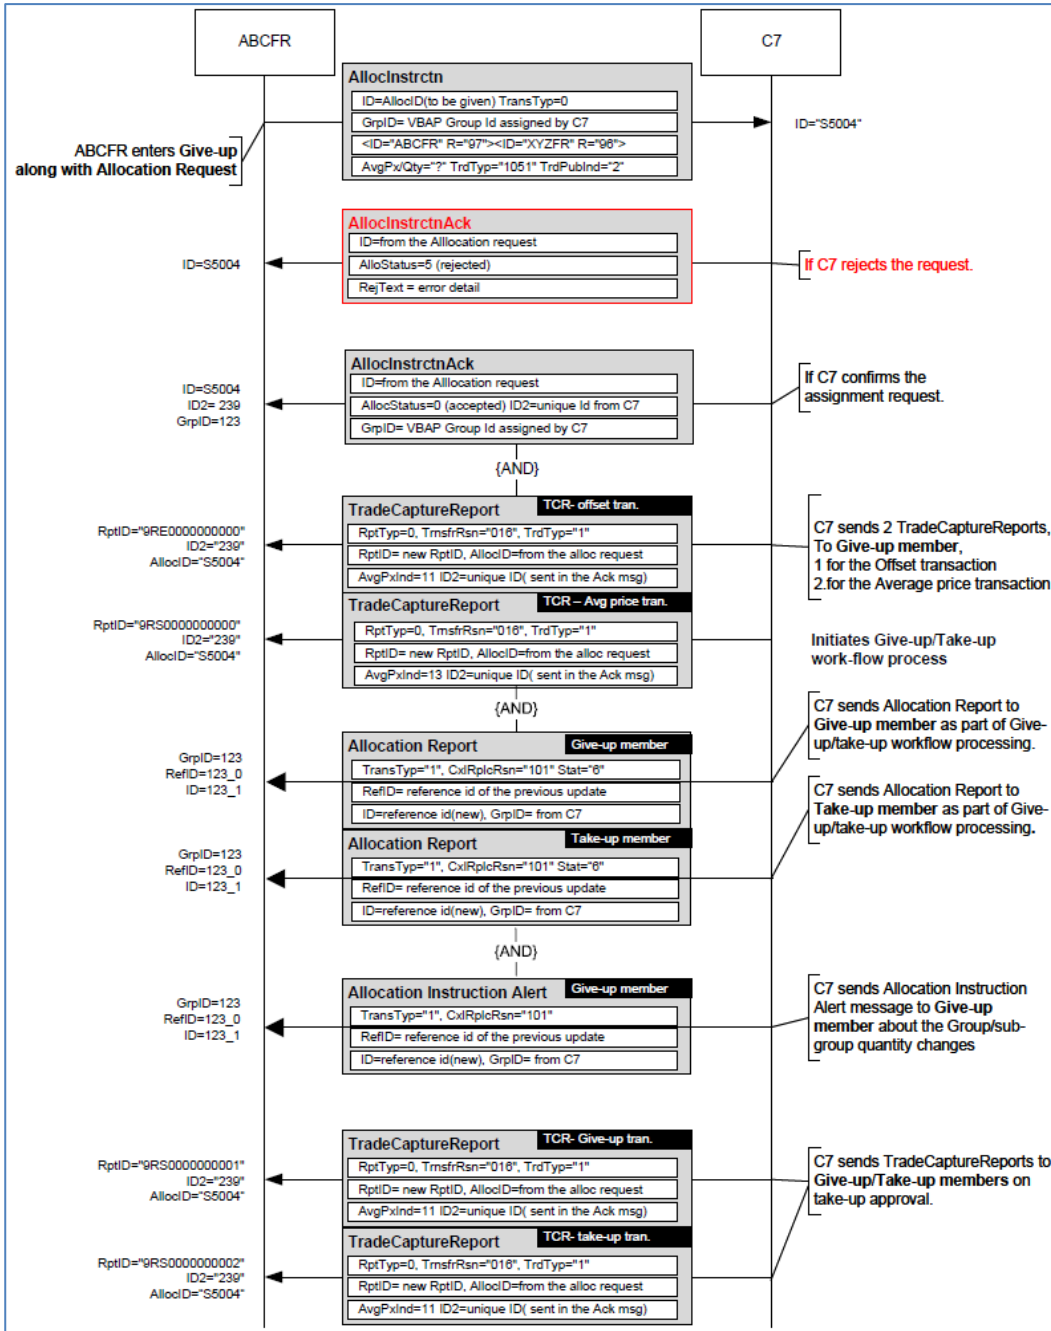 ABCFR
C7
AllocInstrctn
ID=AllocID(to be given) TransTyp=0
GrpID= VBAP Group Id assigned by C7
<ID="ABCFR" R="97"><ID="XYZFR" R="96">
AvgPx/Qty="?" TrdTyp="1051" TrdPubInd="2"
ID="S5004"
ABCFR enters Give-up
along with Allocation Request
AllocInstrctnAck
ID=from the Alllocation request
AlloStatus=5 (rejected)
RejText = error detail
ID=S5004
If C7 rejects the request.
AllocInstrctnAck
ID=from the Alllocation request
AllocStatus=0 (accepted) ID2=unique Id from C7
GrpID= VBAP Group Id assigned by C7
ID=S5004
ID2= 239
GrpID=123
If C7 confirms the
assignment request.
{AND}
TCR- offset tran.
TradeCaptureReport
RptTyp=0, TrnsfrRsn="016", TrdTyp="1"
RptID= new RptID, AllocID=from the alloc request
AvgPxInd=11 ID2=unique ID( sent in the Ack msg)
RptID="9RE0000000000"
ID2="239"
AllocID="S5004"
C7 sends 2 TradeCaptureReports,
To Give-up member,
1 for the Offset transaction
2.for the Average price transaction
TCR – Avg price tran.
TradeCaptureReport
RptTyp=0, TrnsfrRsn="016", TrdTyp="1"
RptID= new RptID, AllocID=from the alloc request
AvgPxInd=13 ID2=unique ID( sent in the Ack msg)
RptID="9RS0000000000"
ID2="239"
AllocID="S5004"
Initiates Give-up/Take-up
work-flow process
{AND}
Allocation Report
Give-up member
TransTyp="1", CxlRplcRsn="101" Stat="6"
RefID= reference id of the previous update
ID=reference id(new), GrpID= from C7
GrpID=123
RefID=123_0
ID=123_1
C7 sends Allocation Report to
Give-up member as part of Give-
up/take-up workflow processing.
Allocation Report
Take-up member
TransTyp="1", CxlRplcRsn="101" Stat="6"
RefID= reference id of the previous update
ID=reference id(new), GrpID= from C7
GrpID=123
RefID=123_0
ID=123_1
C7 sends Allocation Report to
Take-up member as part of Give-
up/take-up workflow processing.
{AND}
Allocation Instruction Alert
Give-up member
TransTyp="1", CxlRplcRsn="101"
RefID= reference id of the previous update
ID=reference id(new), GrpID= from C7
GrpID=123
RefID=123_0
ID=123_1
C7 sends Allocation Instruction
Alert message to Give-up
member about the Group/sub-
group quantity changes
TCR- Give-up tran.
TradeCaptureReport
RptTyp=0, TrnsfrRsn="016", TrdTyp="1"
RptID= new RptID, AllocID=from the alloc request
AvgPxInd=11 ID2=unique ID( sent in the Ack msg)
RptID="9RS0000000001"
ID2="239"
AllocID="S5004"
C7 sends TradeCaptureReports to
Give-up/Take-up members on
take-up approval.
TCR- take-up tran.
TradeCaptureReport
RptTyp=0, TrnsfrRsn="016", TrdTyp="1"
RptID= new RptID, AllocID=from the alloc request
AvgPxInd=11 ID2=unique ID( sent in the Ack msg)
RptID="9RS0000000002"
ID2="239"
AllocID="S5004"